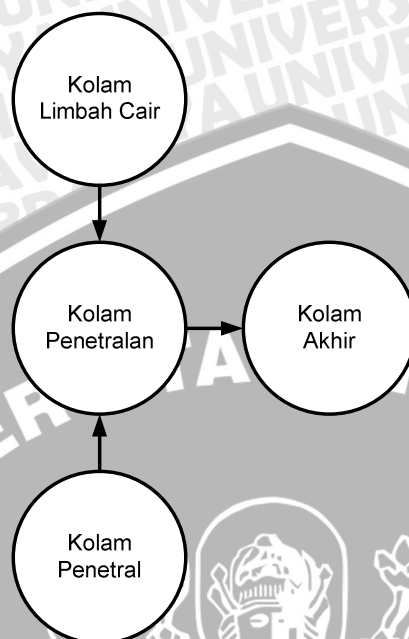 Kolam
Limbah Cair
Kolam
Penetralan
Kolam
Akhir
Kolam
Penetral